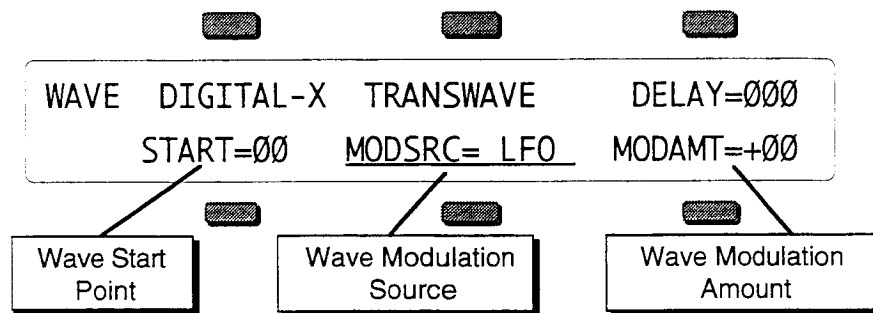 WAVE DIGITAL-X TRANSWAVE DELAY=000
START=00 MODSRC= LFO MODAMT=+00
Wave Start
Point
Wave Modulation
Source
Wave Modulation
Amount